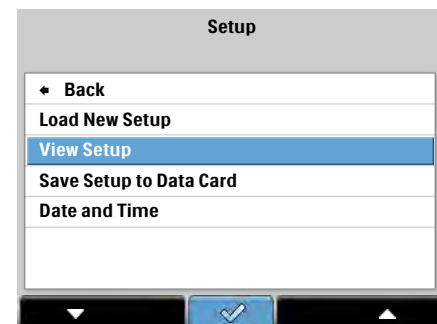 Setup
Back
Load New Setup
View Setup
Save Setup to Data Card
Date and Time